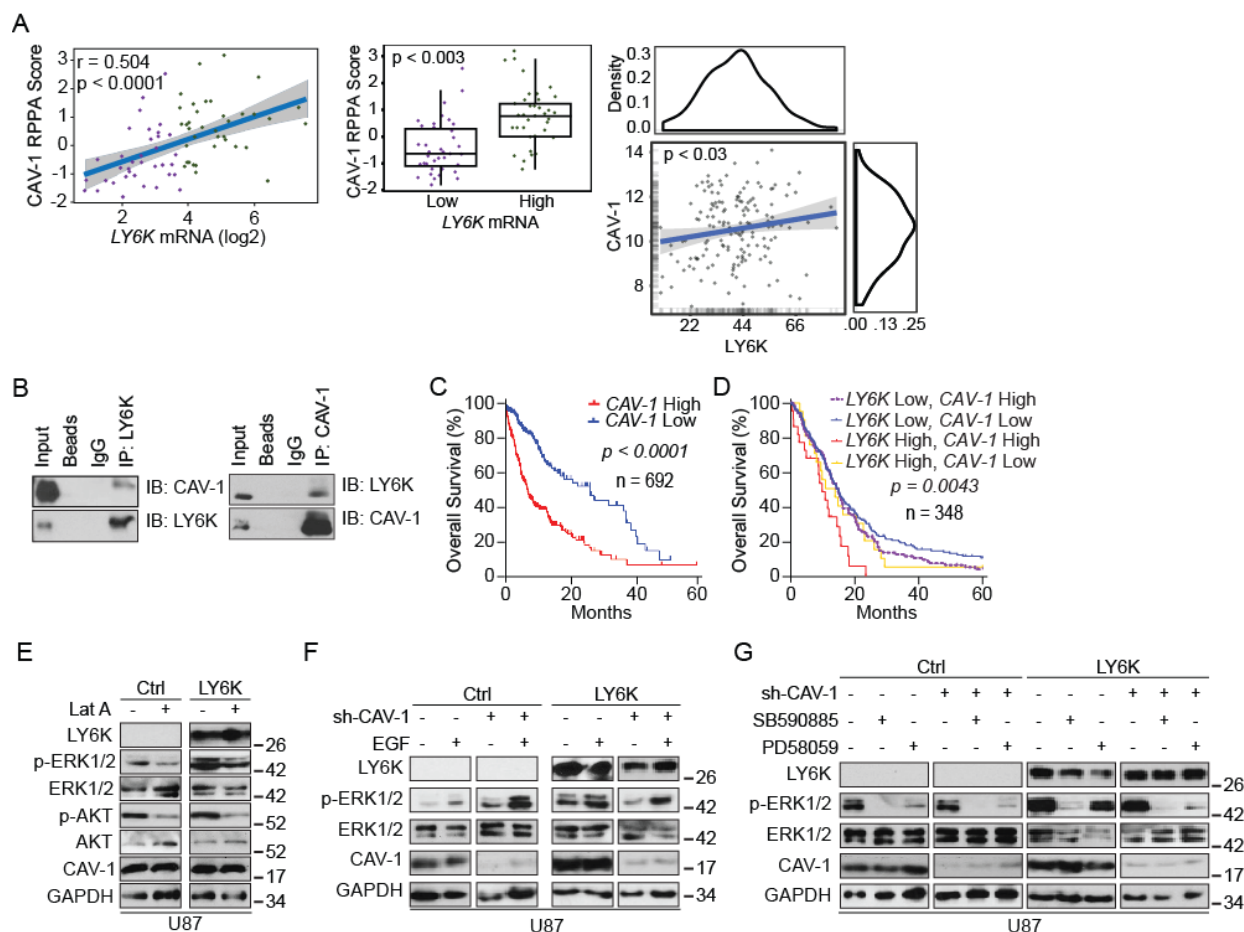 A
r = 0.504
p < 0.0001
CAV-1 RPPA Score
3
2
1
0
-1
-2
2
4
6
LY6K mRNA (log2)
p < 0.003
CAV-1 RPPA Score
3
2
1
0
-1
-2
Low
High
LY6K mRNA
Density
0.3
0.2
0.1
0.0
p < 0.03
CAV-1
14
12
10
8
22
44
66
LY6K
.00 .13 .25
B
Input
Beads
IgG
IP: LY6K
IB: CAV-1
IB: LY6K
Input
Beads
IgG
IP: CAV-1
IB: LY6K
IB: CAV-1
C
Overall Survival (%)
100
80
60
40
20
0
CAV-1 High
CAV-1 Low
p < 0.0001
n = 692
0
20
40
60
Months
D
Overall Survival (%)
100
80
60
40
20
0
LY6K Low, CAV-1 High
LY6K Low, CAV-1 Low
LY6K High, CAV-1 High
LY6K High, CAV-1 Low
p = 0.0043
n = 348
0
20
40
60
Months
E
Ctrl LY6K
Lat A - + - +
LY6K 26
p-ERK1/2 42
ERK1/2 42
p-AKT 52
AKT 52
CAV-1 17
GAPDH 34
U87
F
Ctrl LY6K
sh-CAV-1 - - + + - - + +
EGF - + - + - + - +
LY6K 26
p-ERK1/2 42
ERK1/2 42
CAV-1 17
GAPDH 34
U87
G
Ctrl LY6K
sh-CAV-1 - - - + + + - - - + + +
SB590885 - + - - + - - + - - + -
PD58059 - - + - - + - - + - - +
LY6K 26
p-ERK1/2 42
ERK1/2 42
CAV-1 17
GAPDH 34
U87